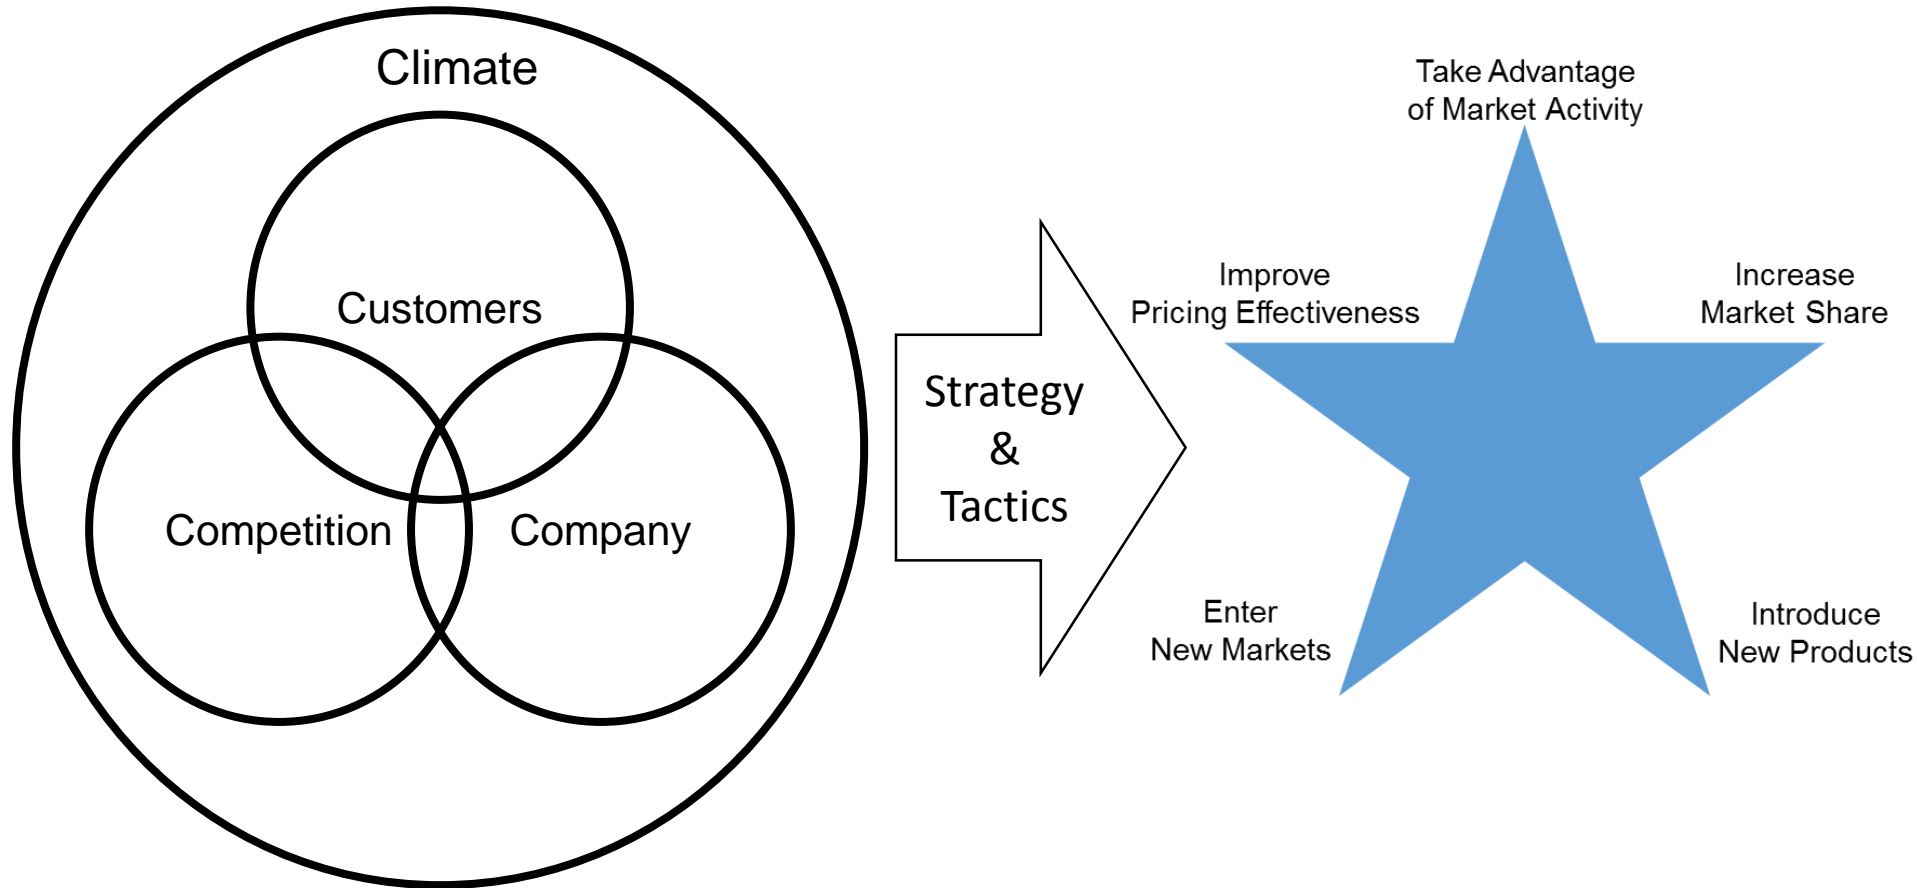 Climate
Customers
Competition
Company
Strategy
&
Tactics
Take Advantage
of Market Activity
Improve
Pricing Effectiveness
Increase
Market Share
Enter
New Markets
Introduce
New Products